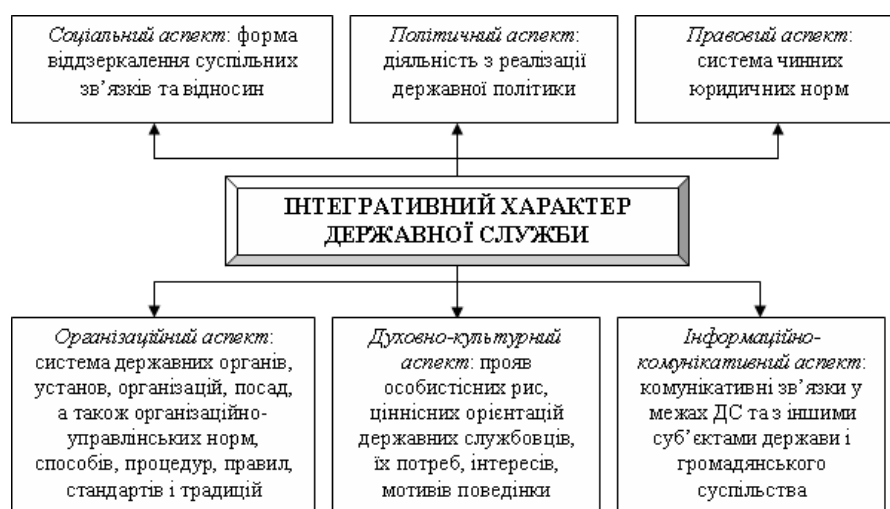 Соціальний аспект: форма
віддзеркалення суспільних
зв’язків та відносин
Політичний аспект:
діяльність з реалізації
державної політики
Правовий аспект:
система чинних
юридичних норм
ІНТЕГРАТИВНИЙ ХАРАКТЕР
ДЕРЖАВНОЇ СЛУЖБИ
Організаційний аспект:
система державних органів,
установ, організацій, посад,
а також організаційно-
управлінських норм,
способів, процедур, правил,
стандартів і традицій
Духовно-культурний
аспект: прояв
особистісних рис,
ціннісних орієнтацій
державних службовців,
їх потреб, інтересів,
мотивів поведінки
Інформаційно-
комунікативний аспект:
комунікативні зв’язки у
межах ДС та з іншими
суб’єктами держави і
громадянського
суспільства